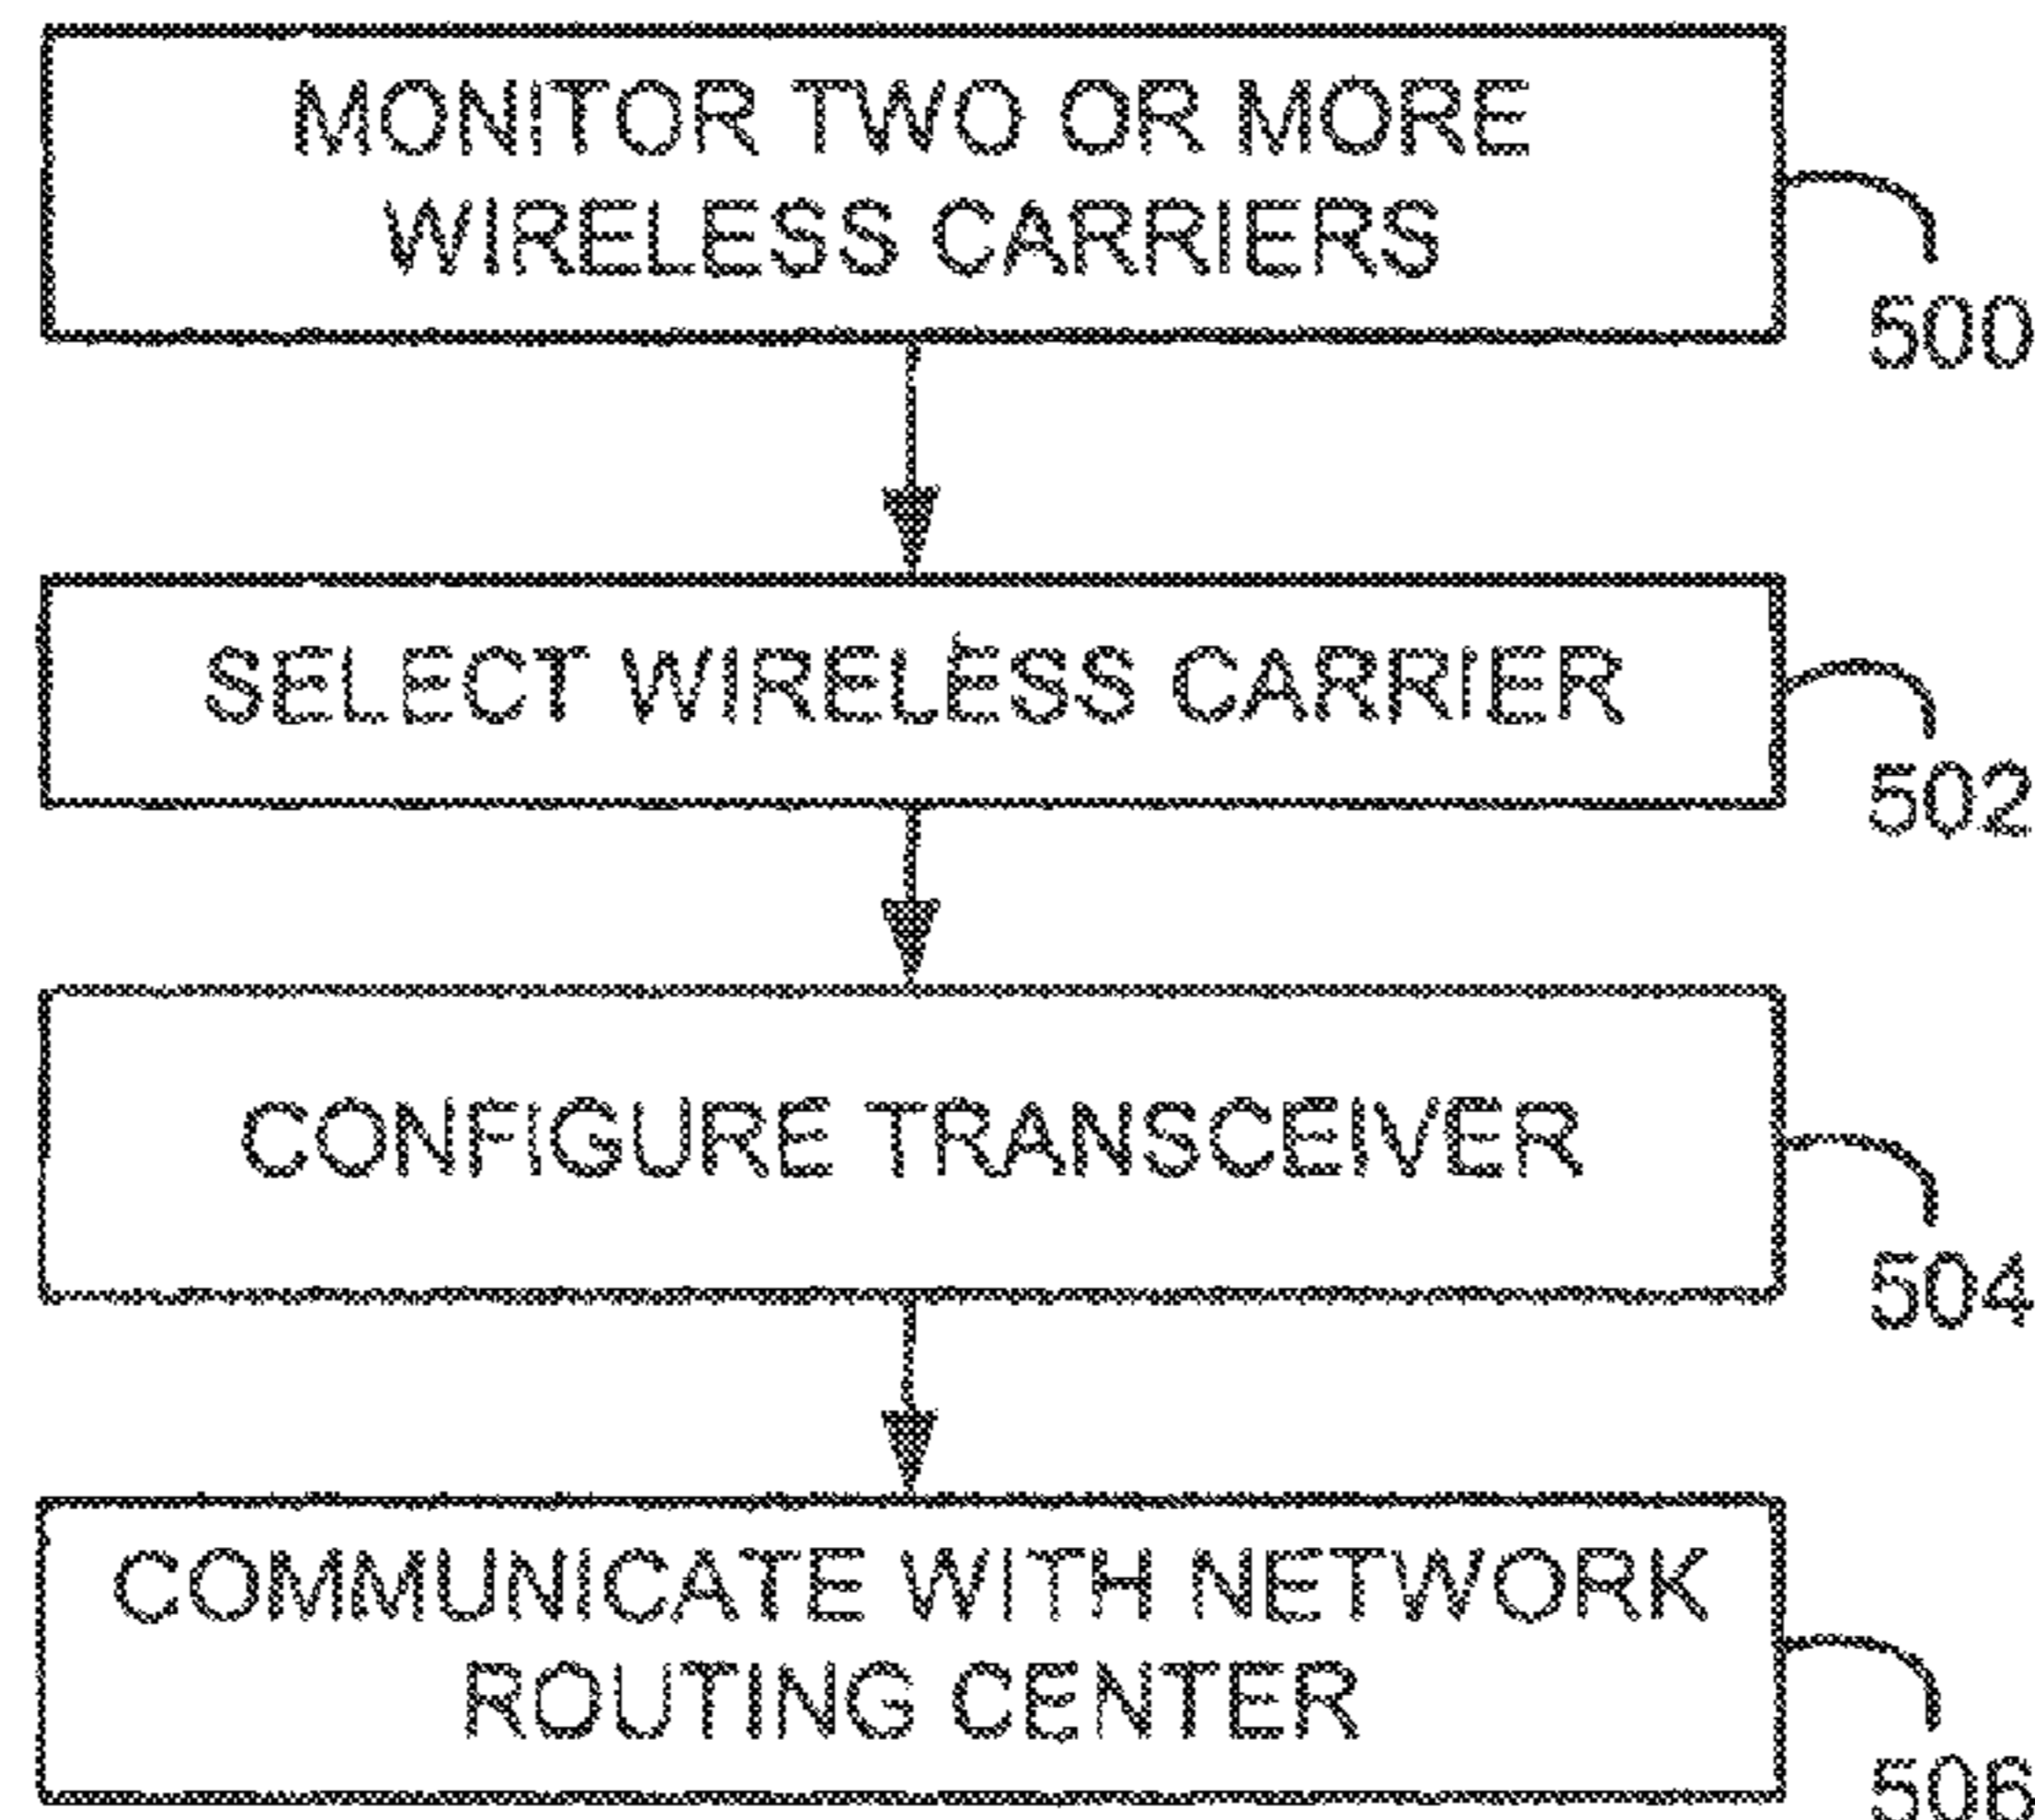 MONITOR TWO OR MORE
WIRELESS CARRIERS
500
SELECT WIRELESS CARRIER
502
CONFIGURE TRANSCEIVER
504
COMMUNICATE WITH NETWORK
ROUTING CENTER
506